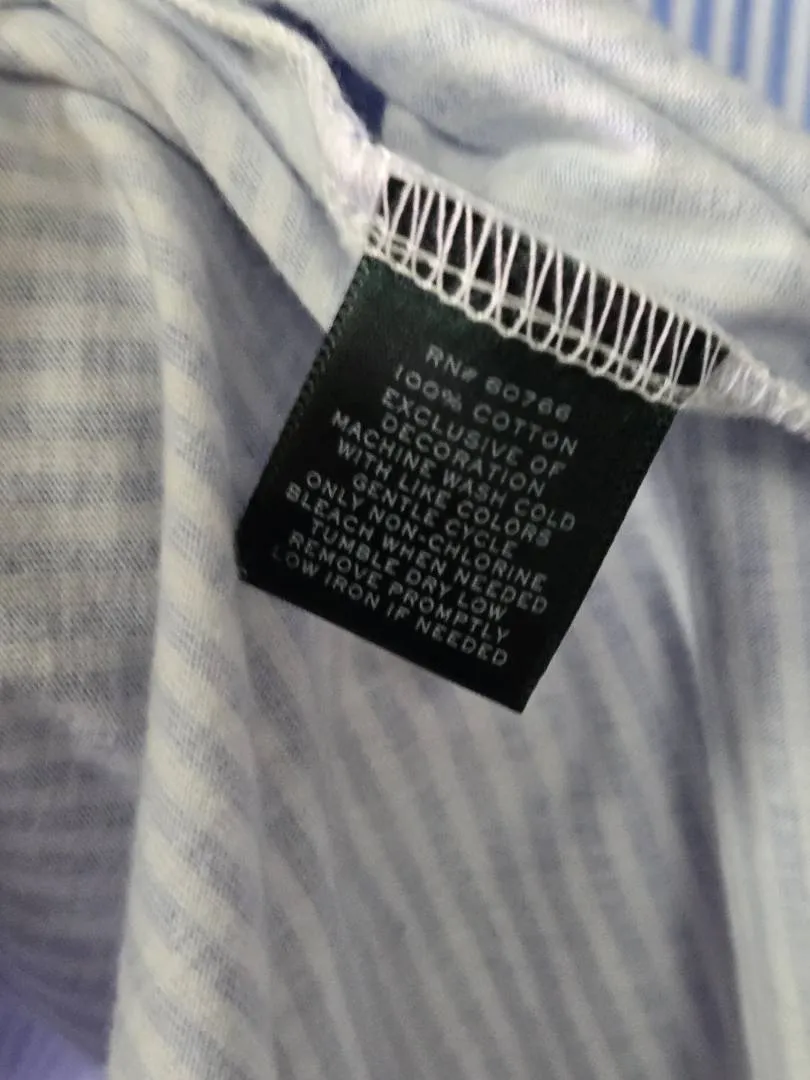 RN# 60766
100% COTTON
EXCLUSIVE OF
DECORATION
MACHINE WASH COLD
WITH LIKE COLORS
GENTLE CYCLE
ONLY NON-CHLORINE
BLEACH WHEN NEEDED
TUMBLE DRY LOW
REMOVE PROMPTLY
LOW IRON IF NEEDED